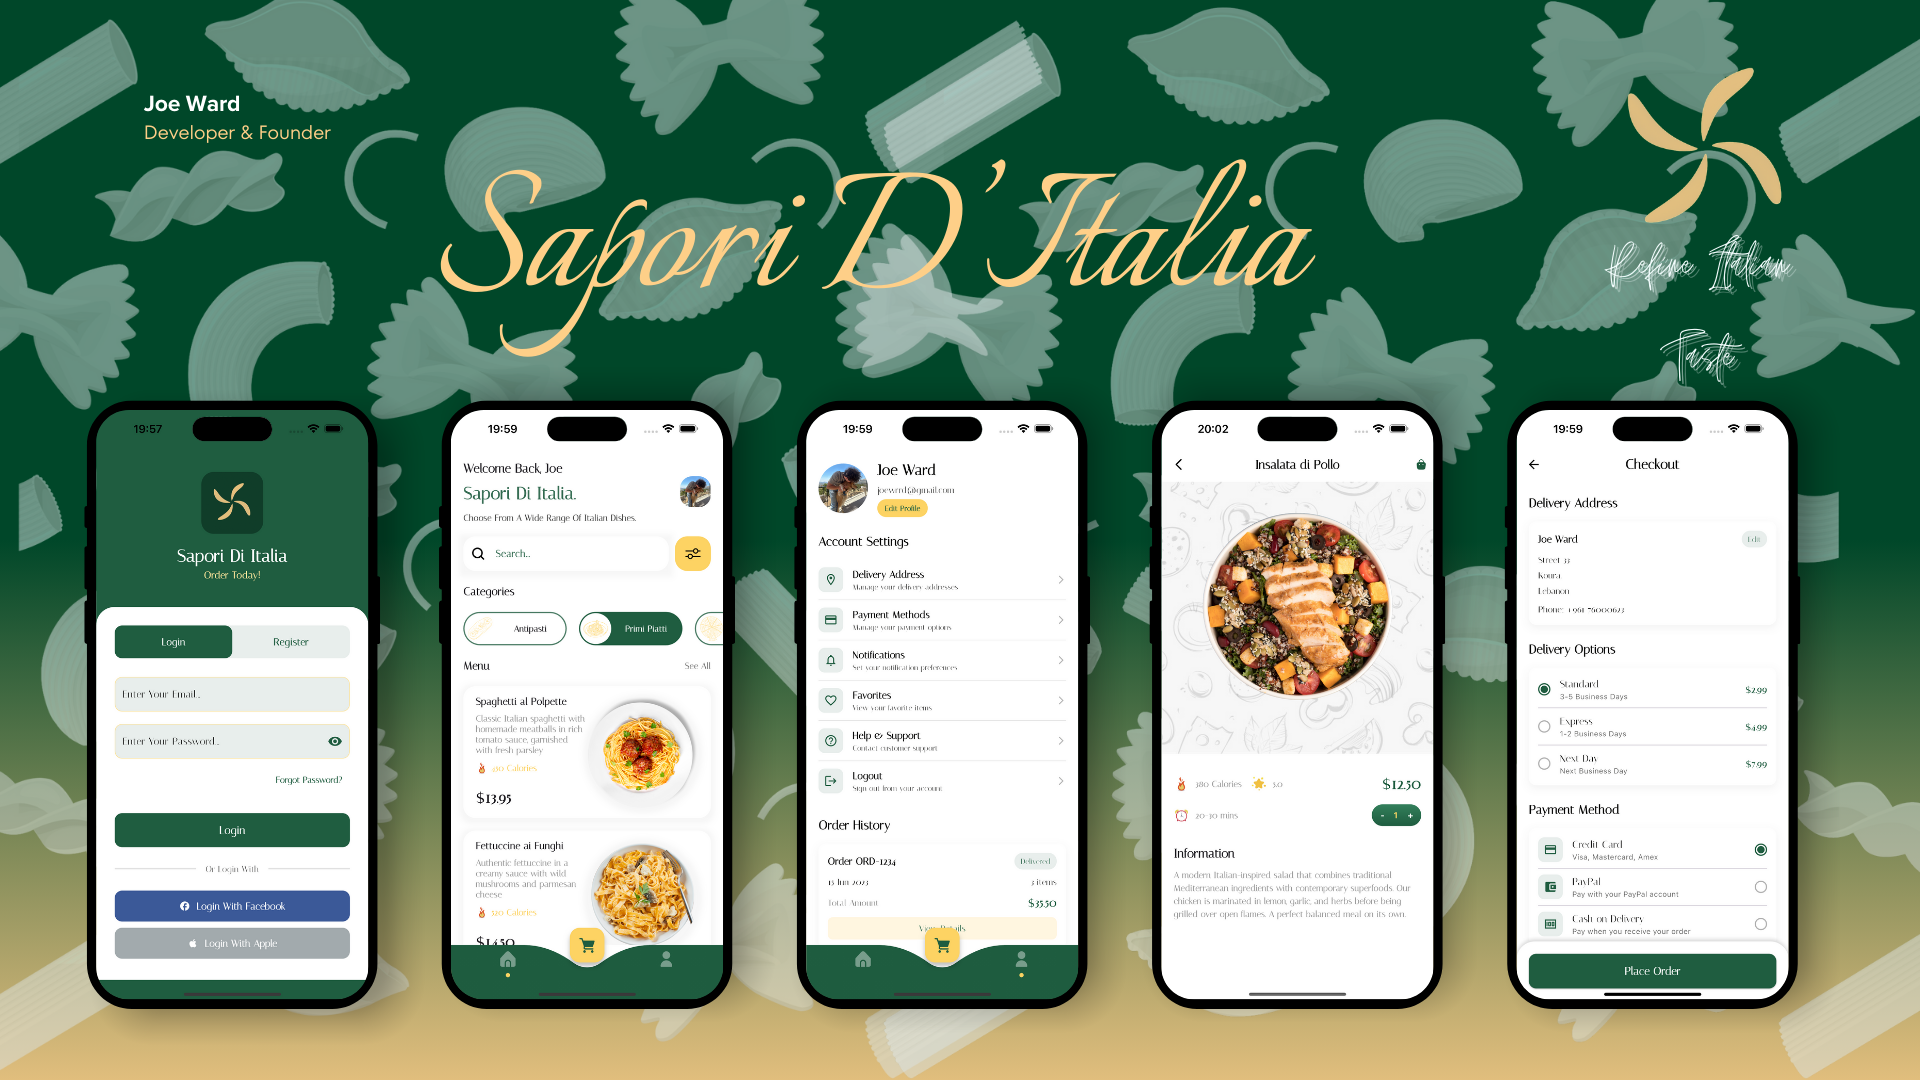 Joe Ward
Developer & Founder
Sapori D'Italia
Refine Italian
Taste
19:57
Sapori Di Italia
Order Today!
Login
Register
Enter Your Email..
Enter Your Password..
Forgot Password?
Login
Or Login With
Login With Facebook
Login With Apple
19:59
Welcome Back, Joe
Sapori Di Italia.
Choose From A Wide Range Of Italian Dishes.
Search..
Categories
Antipasti
Primi Piatti
Menu
See All
Spaghetti al Polpette
Classic Italian spaghetti with
homemade meatballs in rich
tomato sauce, garnished
with fresh parsley
Calories
$13.95
Fettuccine ai Funghi
Authentic fettuccine in a
creamy sauce with wild
mushrooms and parmesan
cheese
Calories
$14.50
19:59
Joe Ward
Edit Profile
Account Settings
Delivery Address
Manage your delivery addresses
Payment Methods
Manage your payment options
Notifications
Set your notification preferences
Favorites
View your favorite items
Help & Support
Contact customer support
Logout
Sign out from your account
Order History
Order ORD-1234
Delivered
15 Jun 2023
3 items
Total Amount
$35.50
View Details
20:02
Insalata di Pollo
380 Calories
5.0
$12.50
20-30 mins
- 1 +
Information
A modern Italian-inspired salad that combines traditional
Mediterranean ingredients with contemporary superfoods. Our
chicken is marinated in lemon, garlic, and herbs before being
grilled over open flames. A perfect balanced meal on its own.
19:59
Checkout
Delivery Address
Joe Ward
Edit
Street 33
Koura
Lebanon
Phone: +961 76000623
Delivery Options
Standard
3-5 Business Days
$2.99
Express
1-2 Business Days
$4.99
Next Day
Next Business Day
$7.99
Payment Method
Credit Card
Visa, Mastercard, Amex
PayPal
Pay with your PayPal account
Cash on Delivery
Pay when you receive your order
Place Order